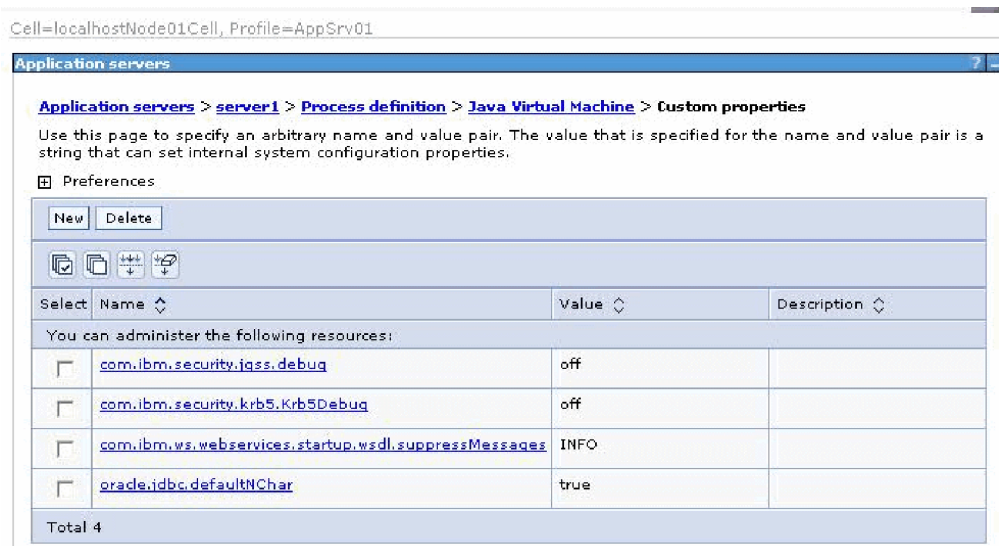 Cell=localhostNode01Cell, Profile=AppSrv01
Application servers ? _
Application servers > server1 > Process definition > Java Virtual Machine > Custom properties
Use this page to specify an arbitrary name and value pair. The value that is specified for the name and value pair is a
string that can set internal system configuration properties.
Preferences
New Delete
Select Name Value Description
You can administer the following resources:
com.ibm.security.jgss.debug off
com.ibm.security.krb5.Krb5Debug off
com.ibm.ws.webservices.startup.wsdl.suppressMessages INFO
oracle.jdbc.defaultNChar true
Total 4